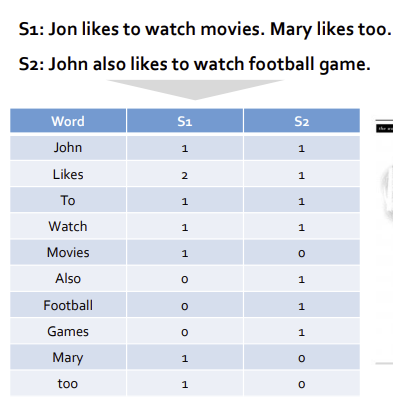 S1: Jon likes to watch movies. Mary likes too.
S2: John also likes to watch football game.
Word S1 S2
John 1 1
Likes 2 1
To 1 1
Watch 1 1
Movies 1 0
Also 0 1
Football 0 1
Games 0 1
Mary 1 0
too 1 0